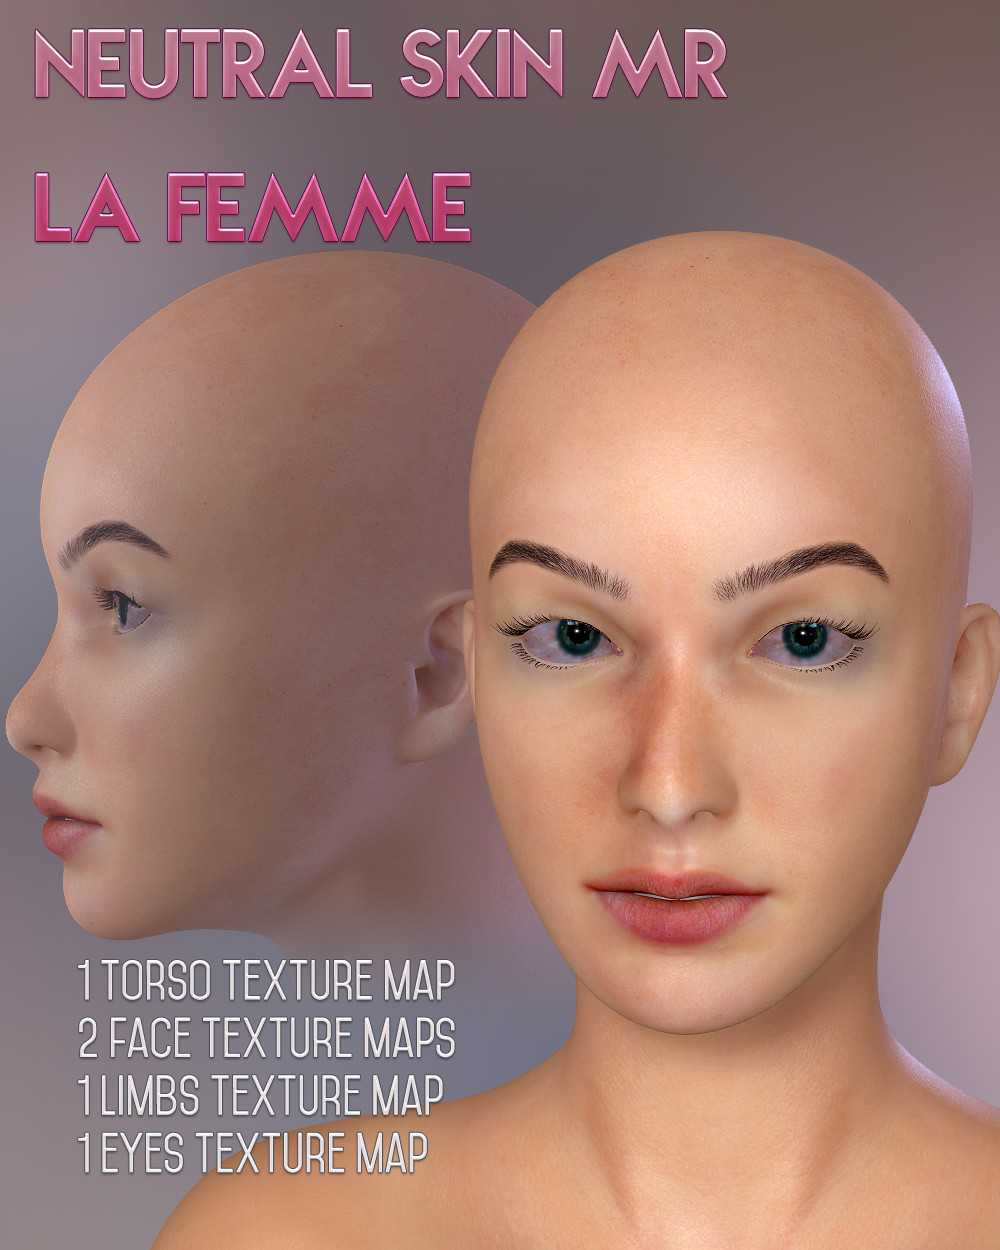 NEUTRAL SKIN MR
LA FEMME
1 TORSO TEXTURE MAP
2 FACE TEXTURE MAPS
1 LIMBS TEXTURE MAP
1 EYES TEXTURE MAP